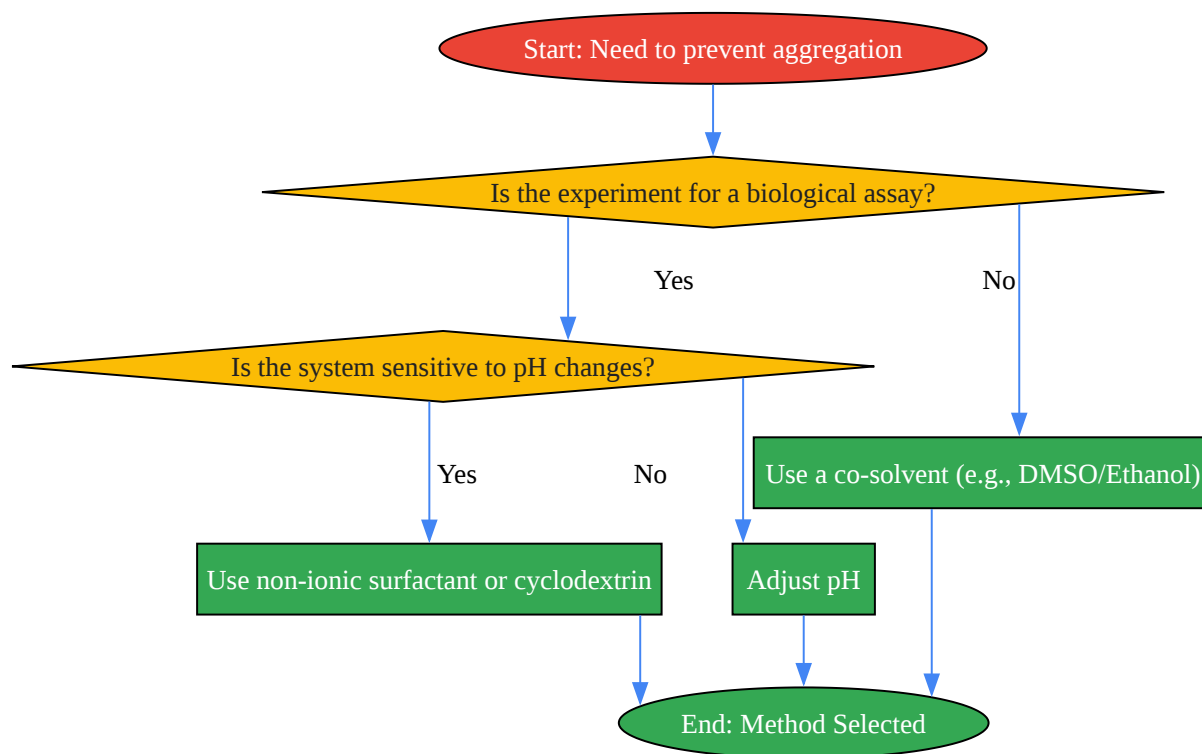 Start: Need to prevent aggregation
Is the experiment for a biological assay?
Yes
No
Is the system sensitive to pH changes?
Yes
No
Use a co-solvent (e.g., DMSO/Ethanol)
Use non-ionic surfactant or cyclodextrin
Adjust pH
End: Method Selected